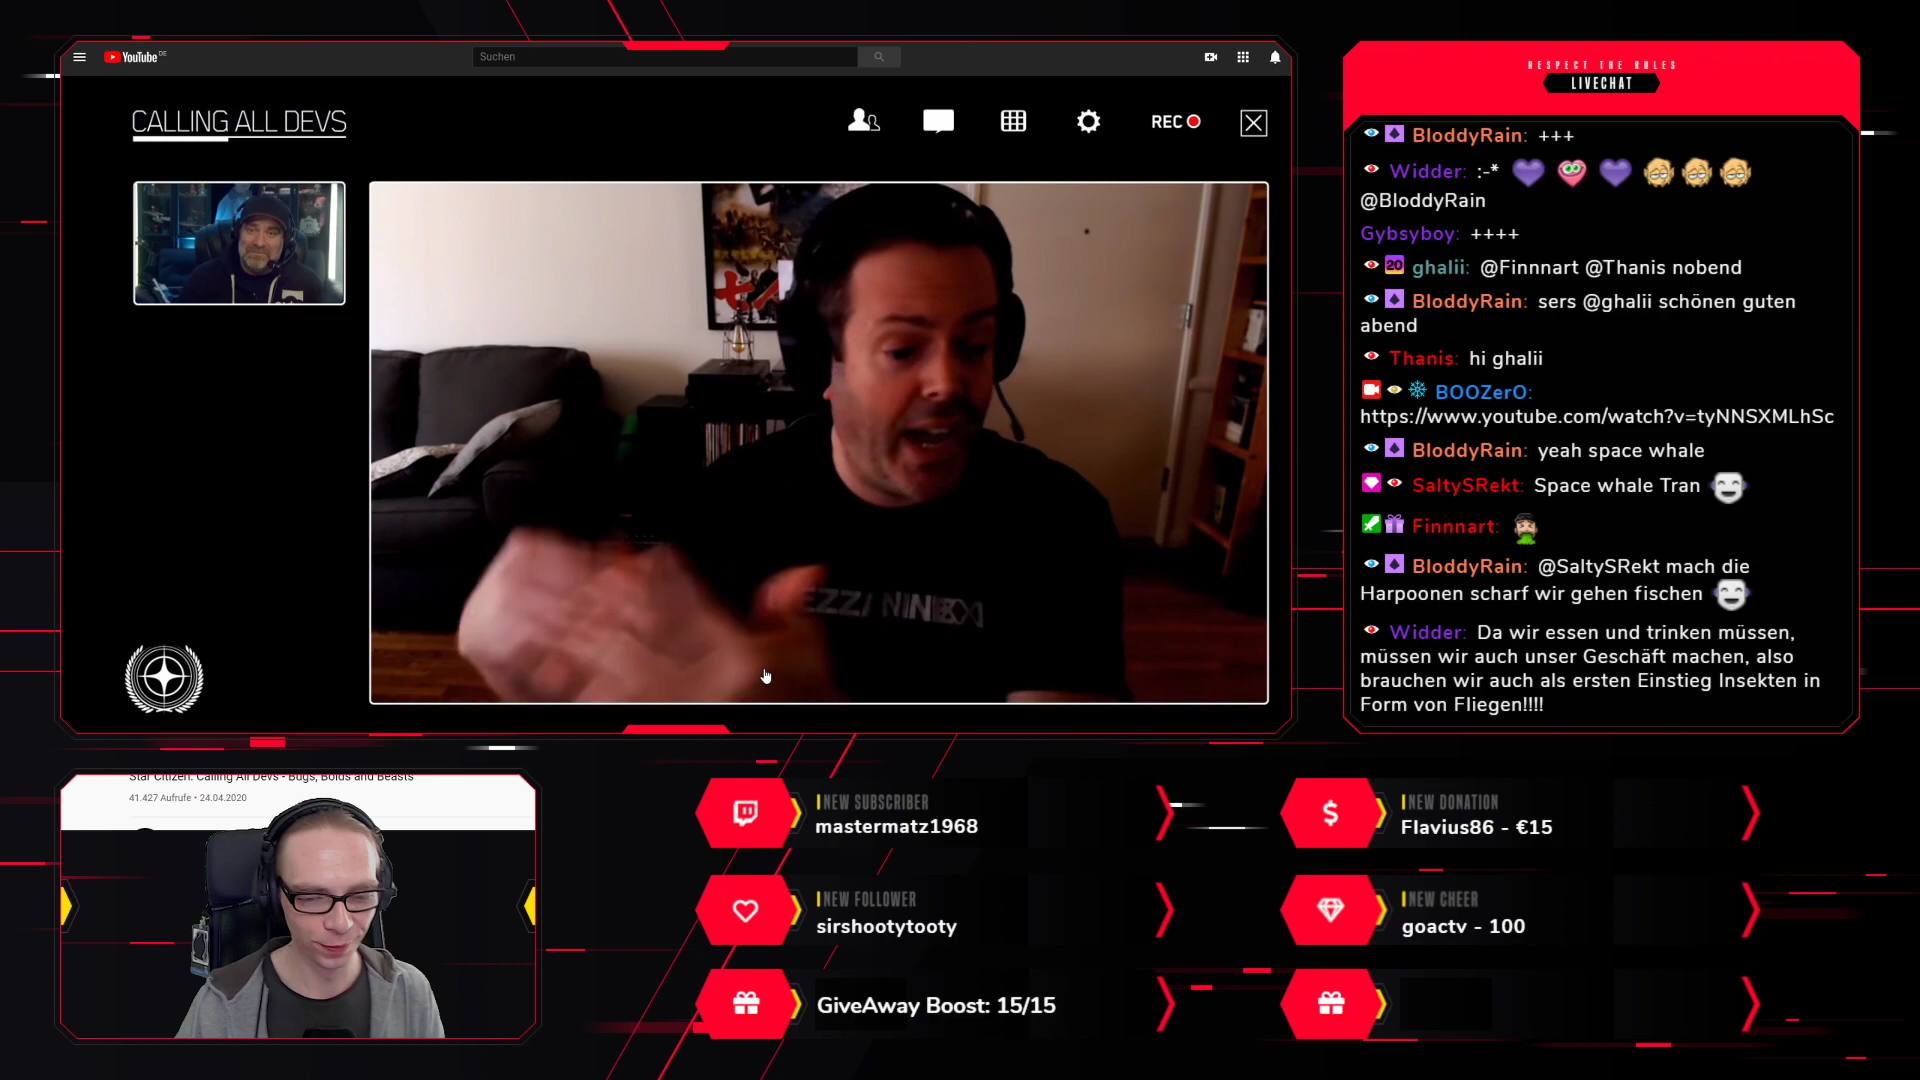 YouTube DE
Suchen
CALLING ALL DEVS
REC
EZZANINE
RESPECT THE RULES
LIVECHAT
BloddyRain: +++
Widder: :-*
@BloddyRain
Gybsyboy: ++++
20 ghalii: @Finnnart @Thanis nobend
BloddyRain: sers @ghalii schönen guten
abend
Thanis: hi ghalii
BOOZerO:
https://www.youtube.com/watch?v=tyNNSXMLhSc
BloddyRain: yeah space whale
SaltySRekt: Space whale Tran
Finnnart:
BloddyRain: @SaltySRekt mach die
Harpoonen scharf wir gehen fischen
Widder: Da wir essen und trinken müssen,
müssen wir auch unser Geschäft machen, also
brauchen wir auch als ersten Einstieg Insekten in
Form von Fliegen!!!!
Star Citizen: Calling All Devs - Bugs, Boids and Beasts
41.427 Aufrufe • 24.04.2020
NEW SUBSCRIBER
mastermatz1968
NEW DONATION
Flavius86 - €15
NEW FOLLOWER
sirshootytooty
NEW CHEER
goactv - 100
GiveAway Boost: 15/15